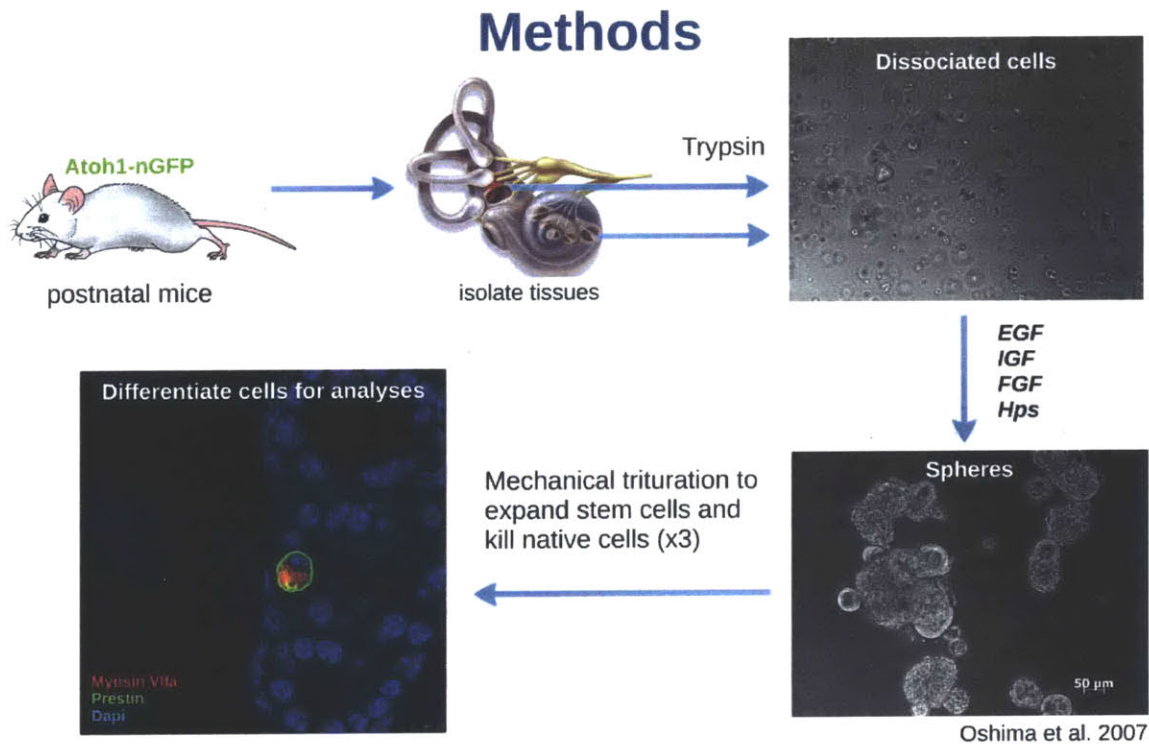 Methods
Atoh1-nGFP
postnatal mice
isolate tissues
Trypsin
Dissociated cells
EGF
IGF
FGF
Hps
Spheres
50 µm
Oshima et al. 2007
Mechanical trituration to
expand stem cells and
kill native cells (x3)
Differentiate cells for analyses
Myosin VIIa
Prestin
Dapi